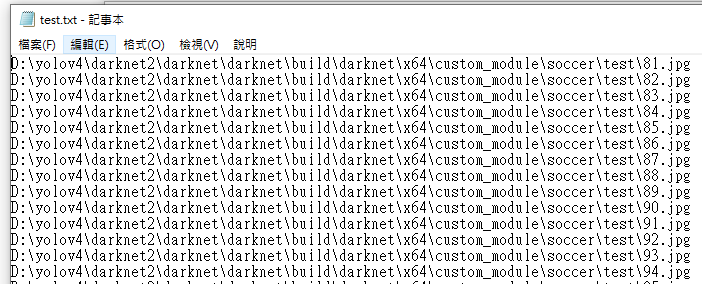 test.txt - 記事本
檔案(F) 編輯(E) 格式(O) 檢視(V) 說明
D:\yolov4\darknet2\darknet\darknet\build\darknet\x64\custom_module\soccer\test\81.jpg
D:\yolov4\darknet2\darknet\darknet\build\darknet\x64\custom_module\soccer\test\82.jpg
D:\yolov4\darknet2\darknet\darknet\build\darknet\x64\custom_module\soccer\test\83.jpg
D:\yolov4\darknet2\darknet\darknet\build\darknet\x64\custom_module\soccer\test\84.jpg
D:\yolov4\darknet2\darknet\darknet\build\darknet\x64\custom_module\soccer\test\85.jpg
D:\yolov4\darknet2\darknet\darknet\build\darknet\x64\custom_module\soccer\test\86.jpg
D:\yolov4\darknet2\darknet\darknet\build\darknet\x64\custom_module\soccer\test\87.jpg
D:\yolov4\darknet2\darknet\darknet\build\darknet\x64\custom_module\soccer\test\88.jpg
D:\yolov4\darknet2\darknet\darknet\build\darknet\x64\custom_module\soccer\test\89.jpg
D:\yolov4\darknet2\darknet\darknet\build\darknet\x64\custom_module\soccer\test\90.jpg
D:\yolov4\darknet2\darknet\darknet\build\darknet\x64\custom_module\soccer\test\91.jpg
D:\yolov4\darknet2\darknet\darknet\build\darknet\x64\custom_module\soccer\test\92.jpg
D:\yolov4\darknet2\darknet\darknet\build\darknet\x64\custom_module\soccer\test\93.jpg
D:\yolov4\darknet2\darknet\darknet\build\darknet\x64\custom_module\soccer\test\94.jpg